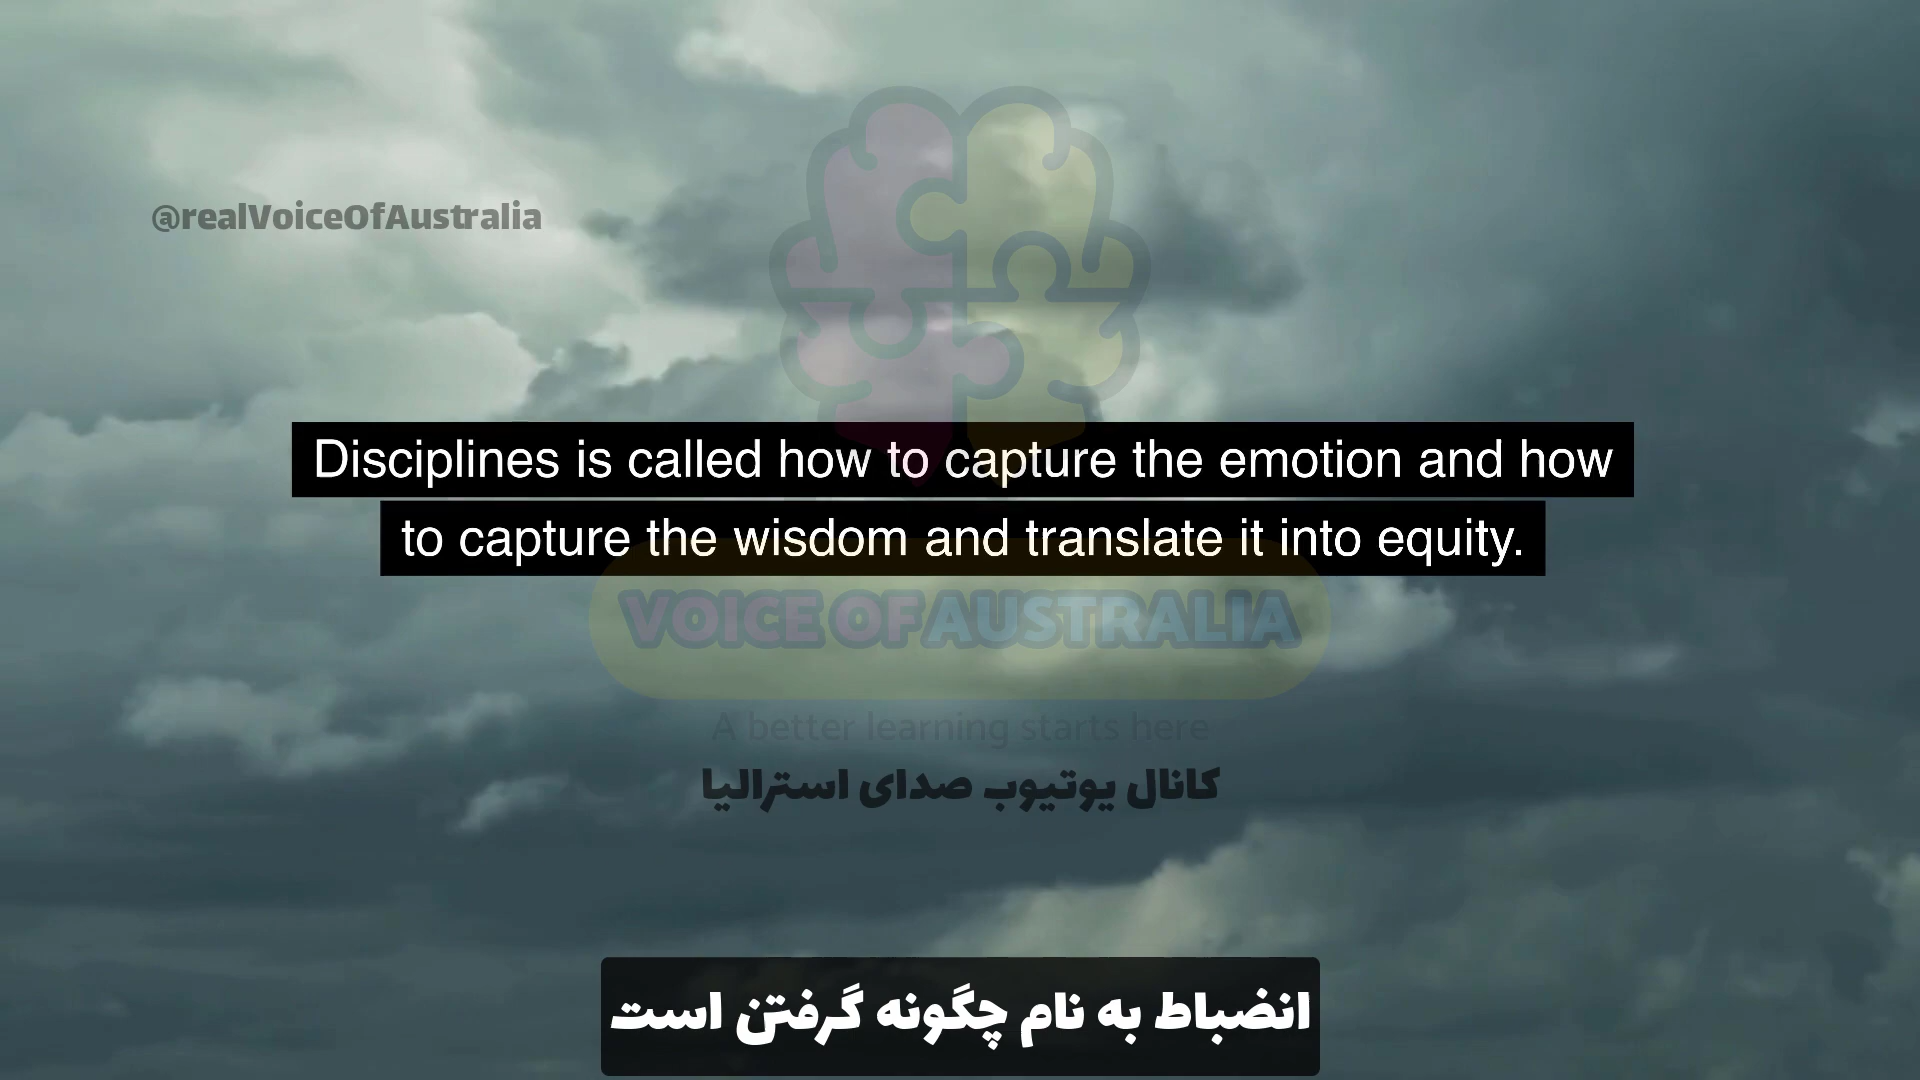 @realVoiceOfAustralia
Disciplines is called how to capture the emotion and how
to capture the wisdom and translate it into equity.
VOICE OF AUSTRALIA
A better learning starts here
کانال یوتیوب صدای استرالیا
انضباط به نام چگونه گرفتن است